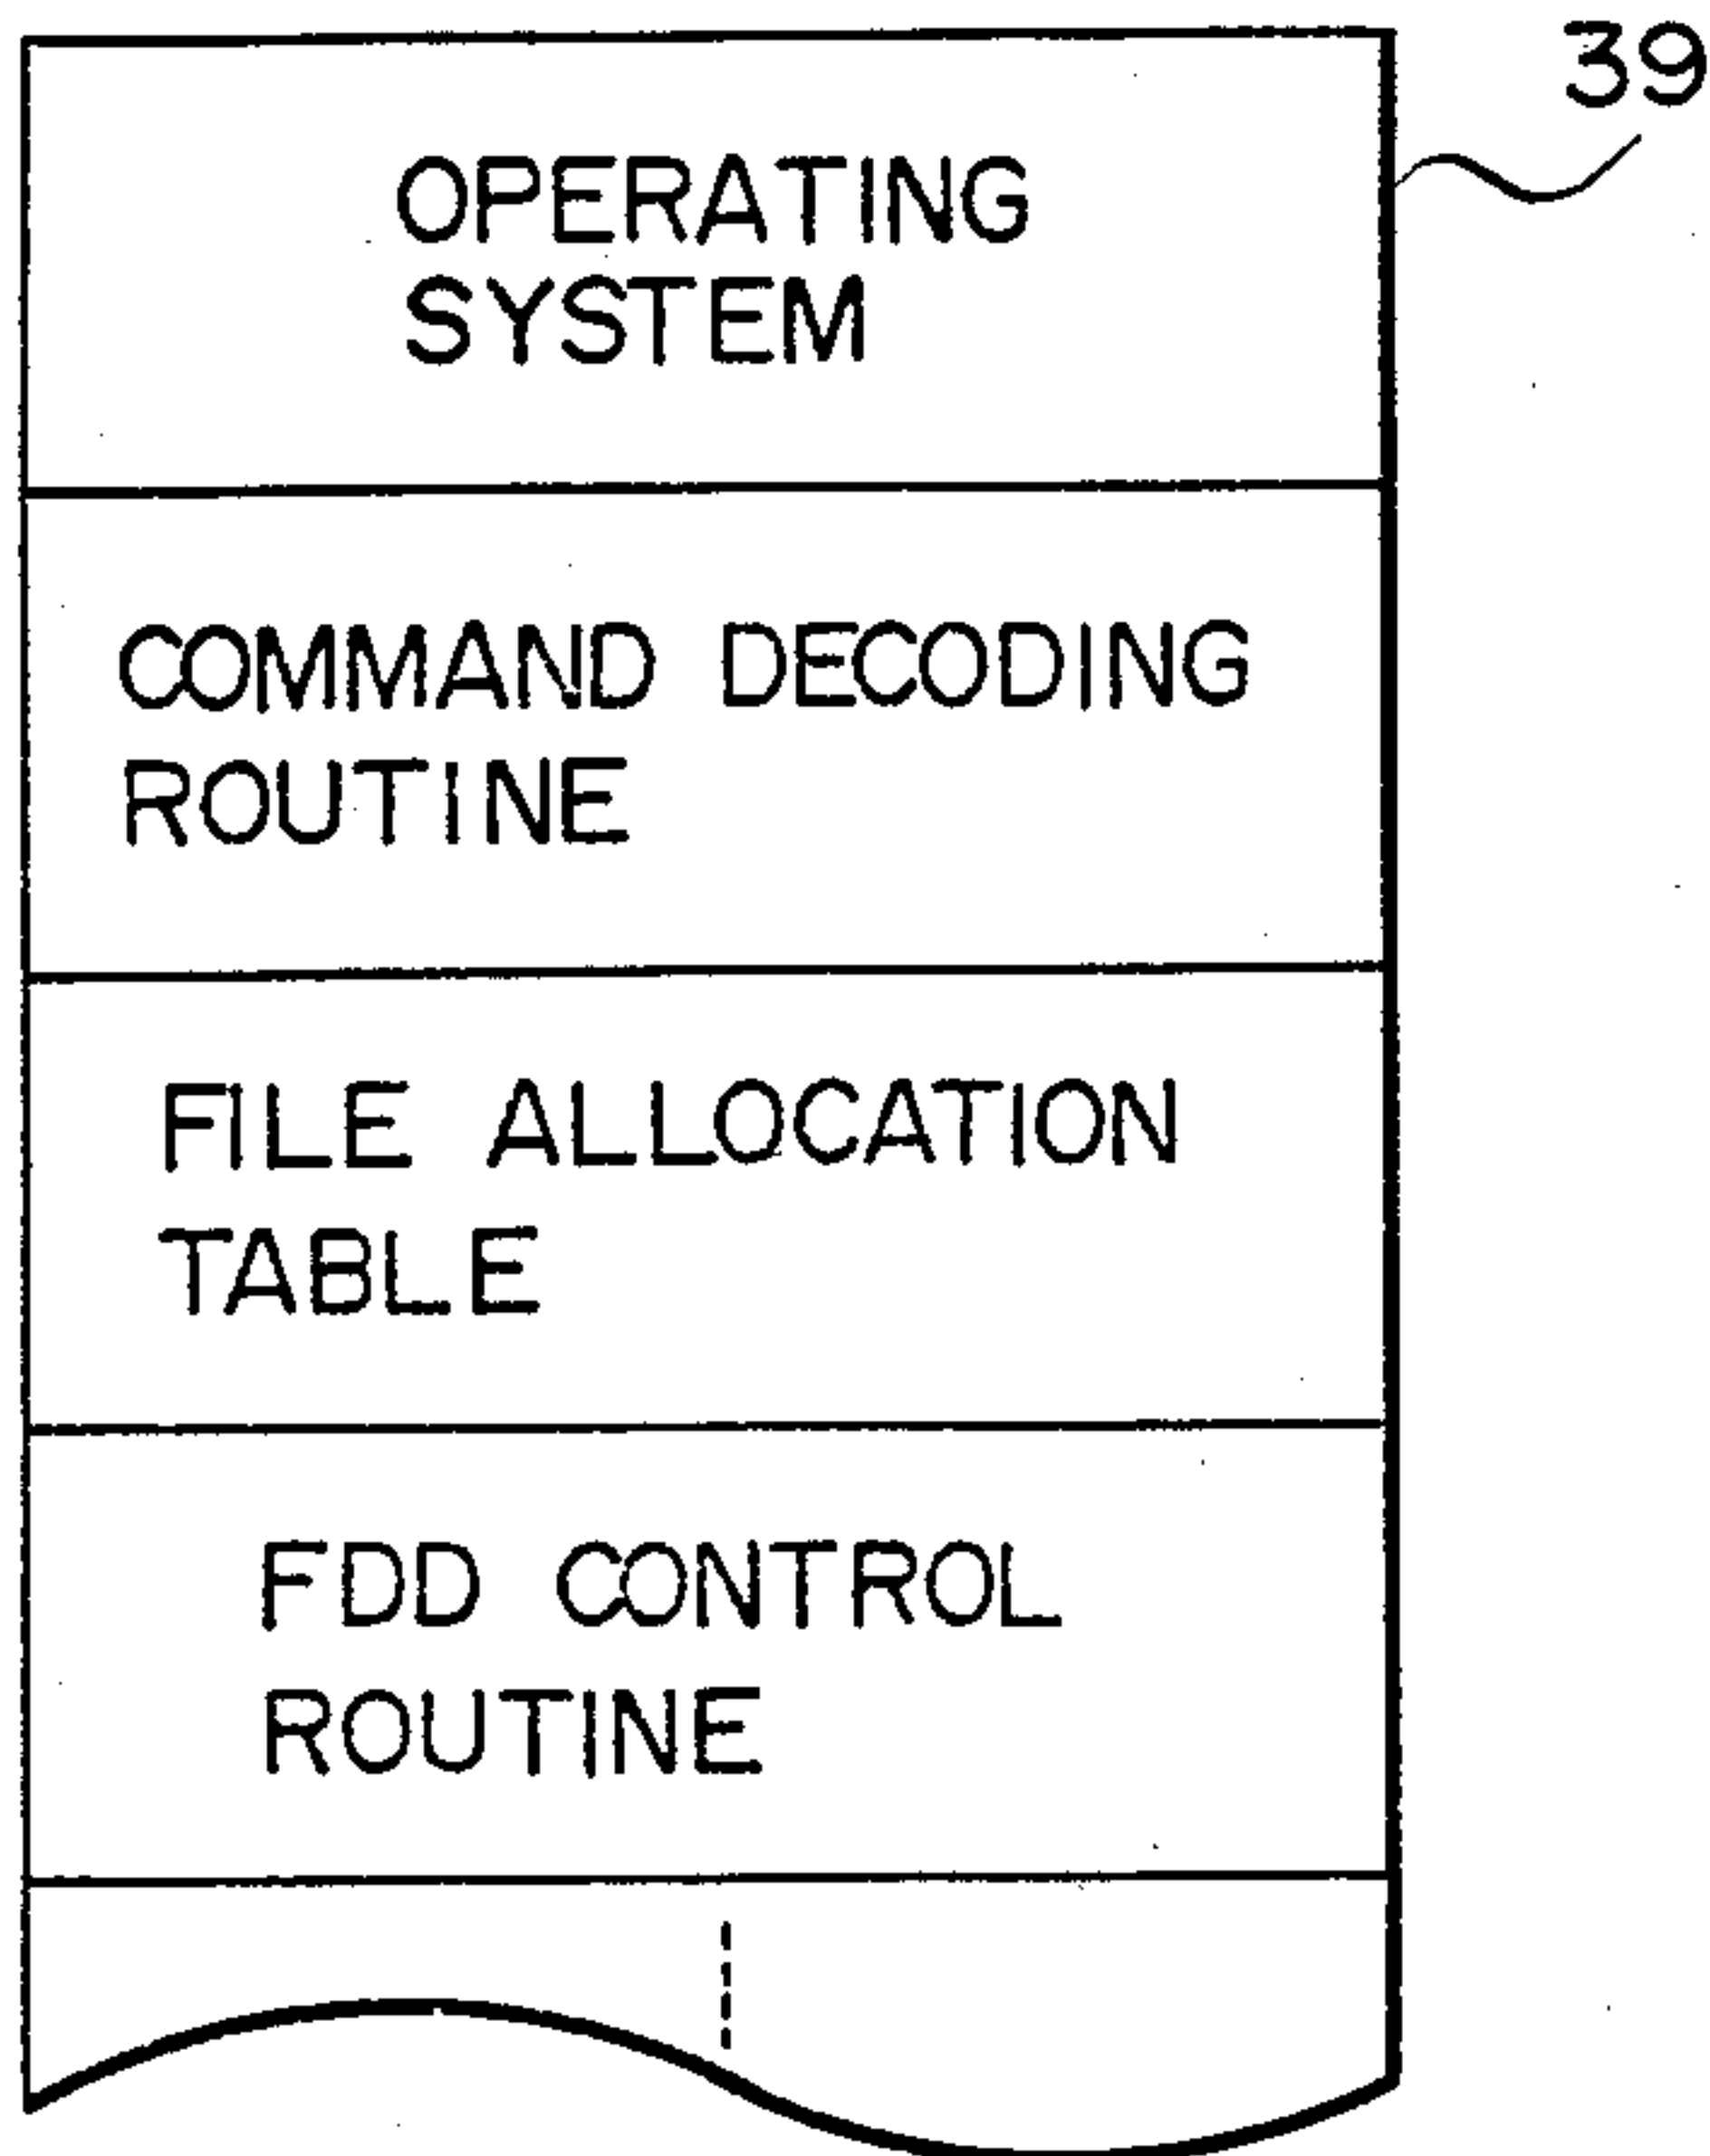 39
OPERATING
SYSTEM
COMMAND DECODING
ROUTINE
FILE ALLOCATION
TABLE
FDD CONTROL
ROUTINE